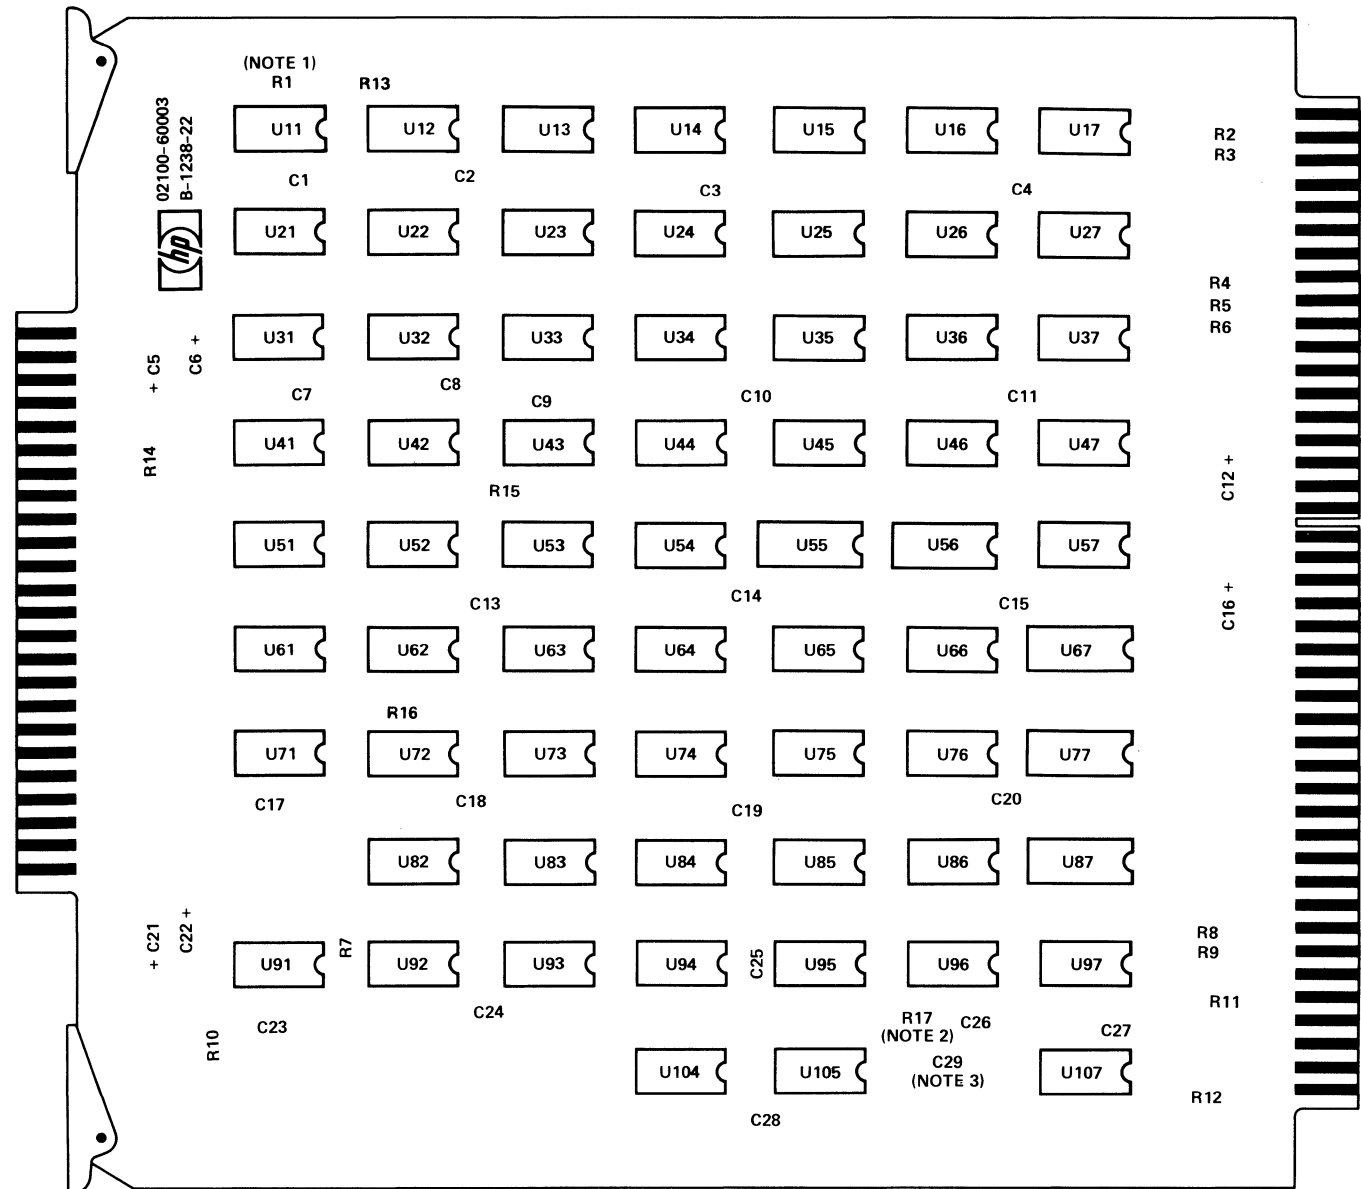 (NOTE 1)
R1
R13
02100-60003
B-1238-22
hp
U11 U12 U13 U14 U15 U16 U17
R2
R3
C1 C2 C3 C4
U21 U22 U23 U24 U25 U26 U27
R4
R5
R6
+ C5
C6 +
U31 U32 U33 U34 U35 U36 U37
C7 C8 C9 C10 C11
R14
U41 U42 U43 U44 U45 U46 U47
C12 +
R15
U51 U52 U53 U54 U55 U56 U57
C13 C14 C15
C16 +
U61 U62 U63 U64 U65 U66 U67
R16
U71 U72 U73 U74 U75 U76 U77
C17 C18 C19 C20
U82 U83 U84 U85 U86 U87
+ C21
C22 +
R7
C25
R8
R9
U91 U92 U93 U94 U95 U96 U97
R11
C23 C24
R10
R17
(NOTE 2)
C26
C27
C29
(NOTE 3)
U104 U105 U107
R12
C28